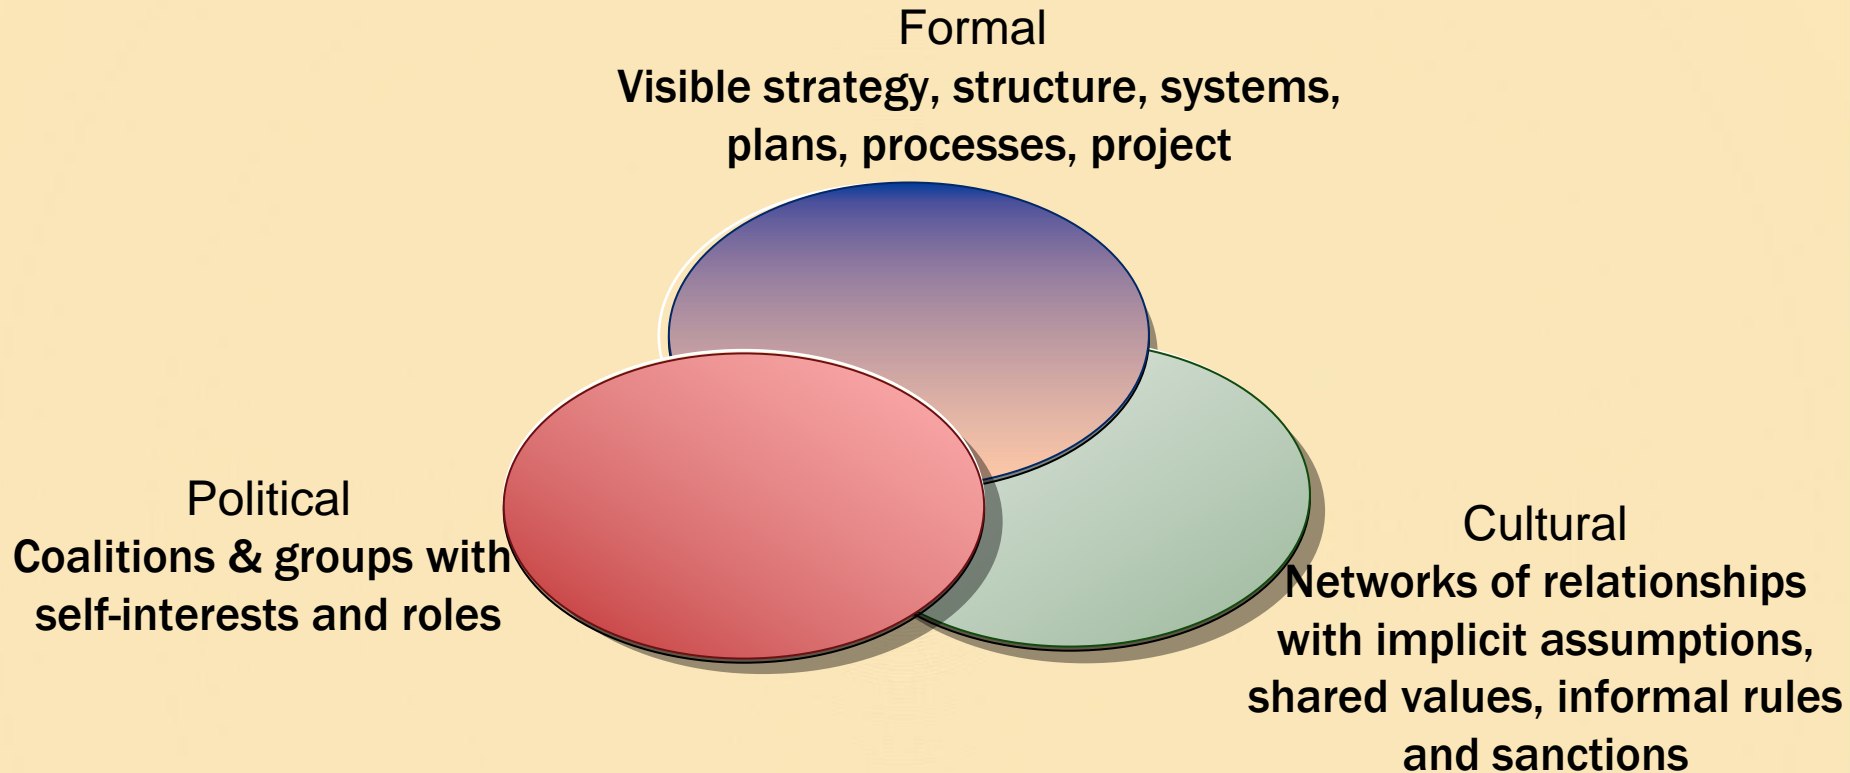 Formal
Visible strategy, structure, systems,
plans, processes, project
Political
Coalitions & groups with
self-interests and roles
Cultural
Networks of relationships
with implicit assumptions,
shared values, informal rules
and sanctions